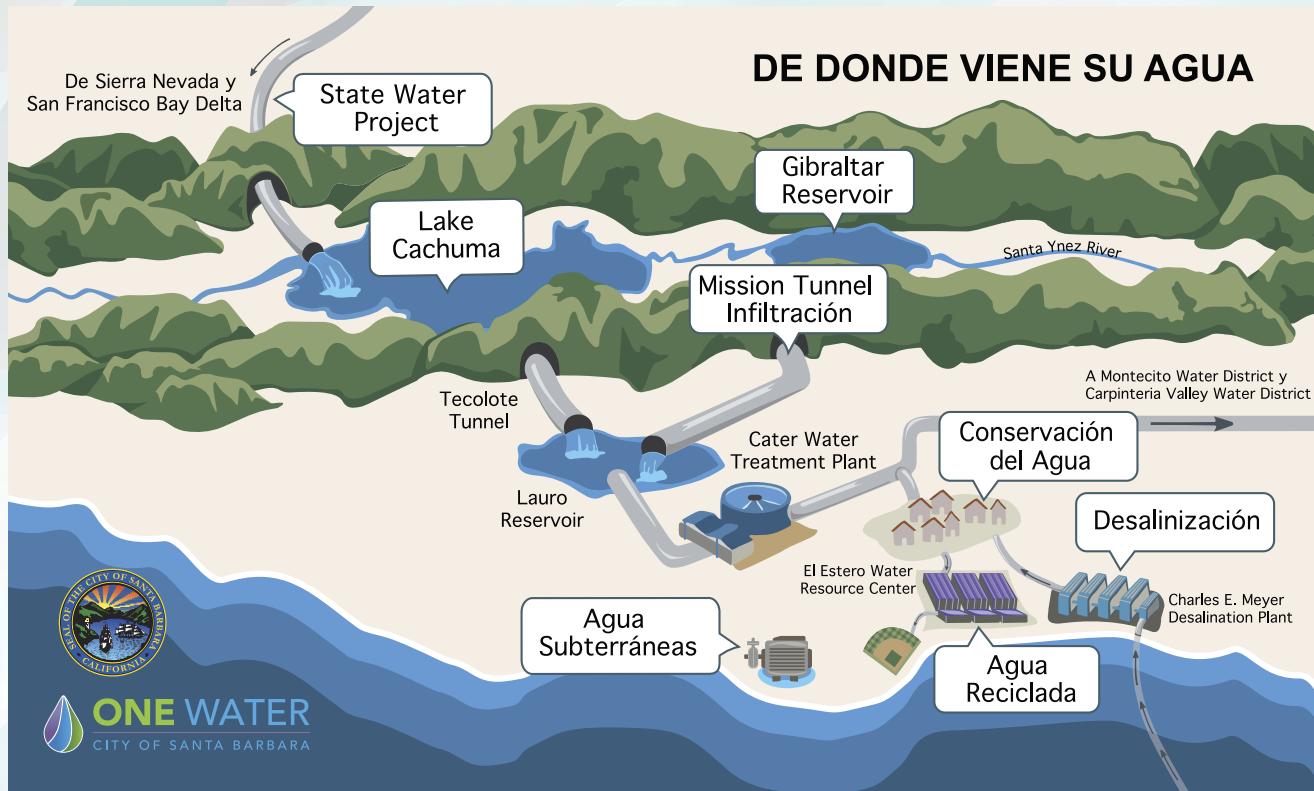 DE DONDE VIENE SU AGUA
De Sierra Nevada y
San Francisco Bay Delta
State Water
Project
Gibraltar
Reservoir
Lake
Cachuma
Santa Ynez River
Mission Tunnel
Infiltración
Tecolote
Tunnel
A Montecito Water District y
Carpinteria Valley Water District
Cater Water
Treatment Plant
Conservación
del Agua
Lauro
Reservoir
Desalinización
El Estero Water
Resource Center
Charles E. Meyer
Desalination Plant
Agua
Subterráneas
Agua
Reciclada
SEAL OF THE CITY OF SANTA BARBARA
CALIFORNIA
ONE WATER
CITY OF SANTA BARBARA